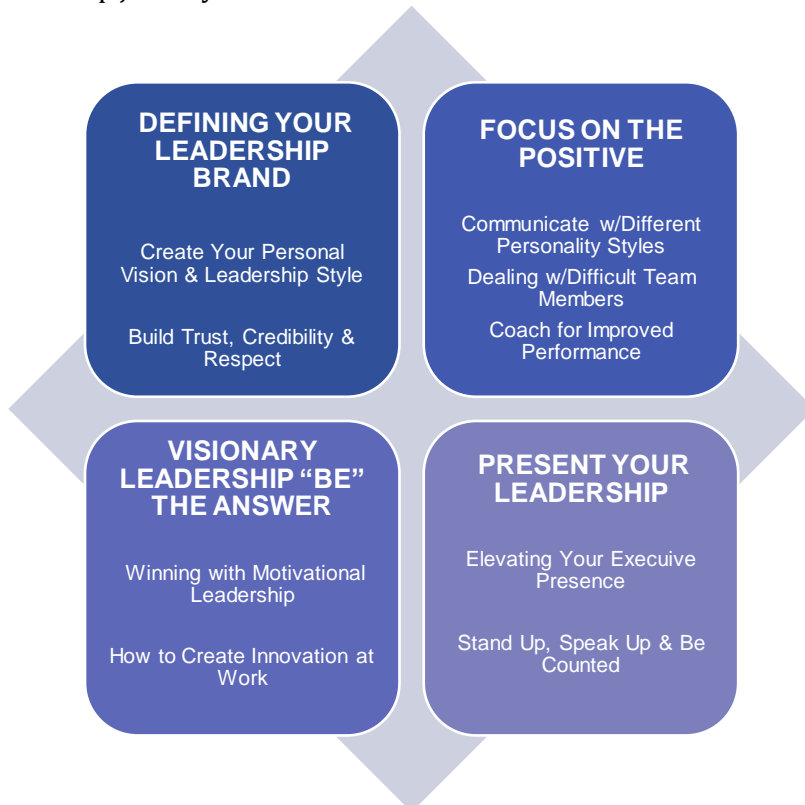 DEFINING YOUR
LEADERSHIP
BRAND
Create Your Personal
Vision & Leadership Style
Build Trust, Credibility &
Respect
FOCUS ON THE
POSITIVE
Communicate w/Different
Personality Styles
Dealing w/Difficult Team
Members
Coach for Improved
Performance
VISIONARY
LEADERSHIP “BE”
THE ANSWER
Winning with Motivational
Leadership
How to Create Innovation at
Work
PRESENT YOUR
LEADERSHIP
Elevating Your Execuive
Presence
Stand Up, Speak Up & Be
Counted